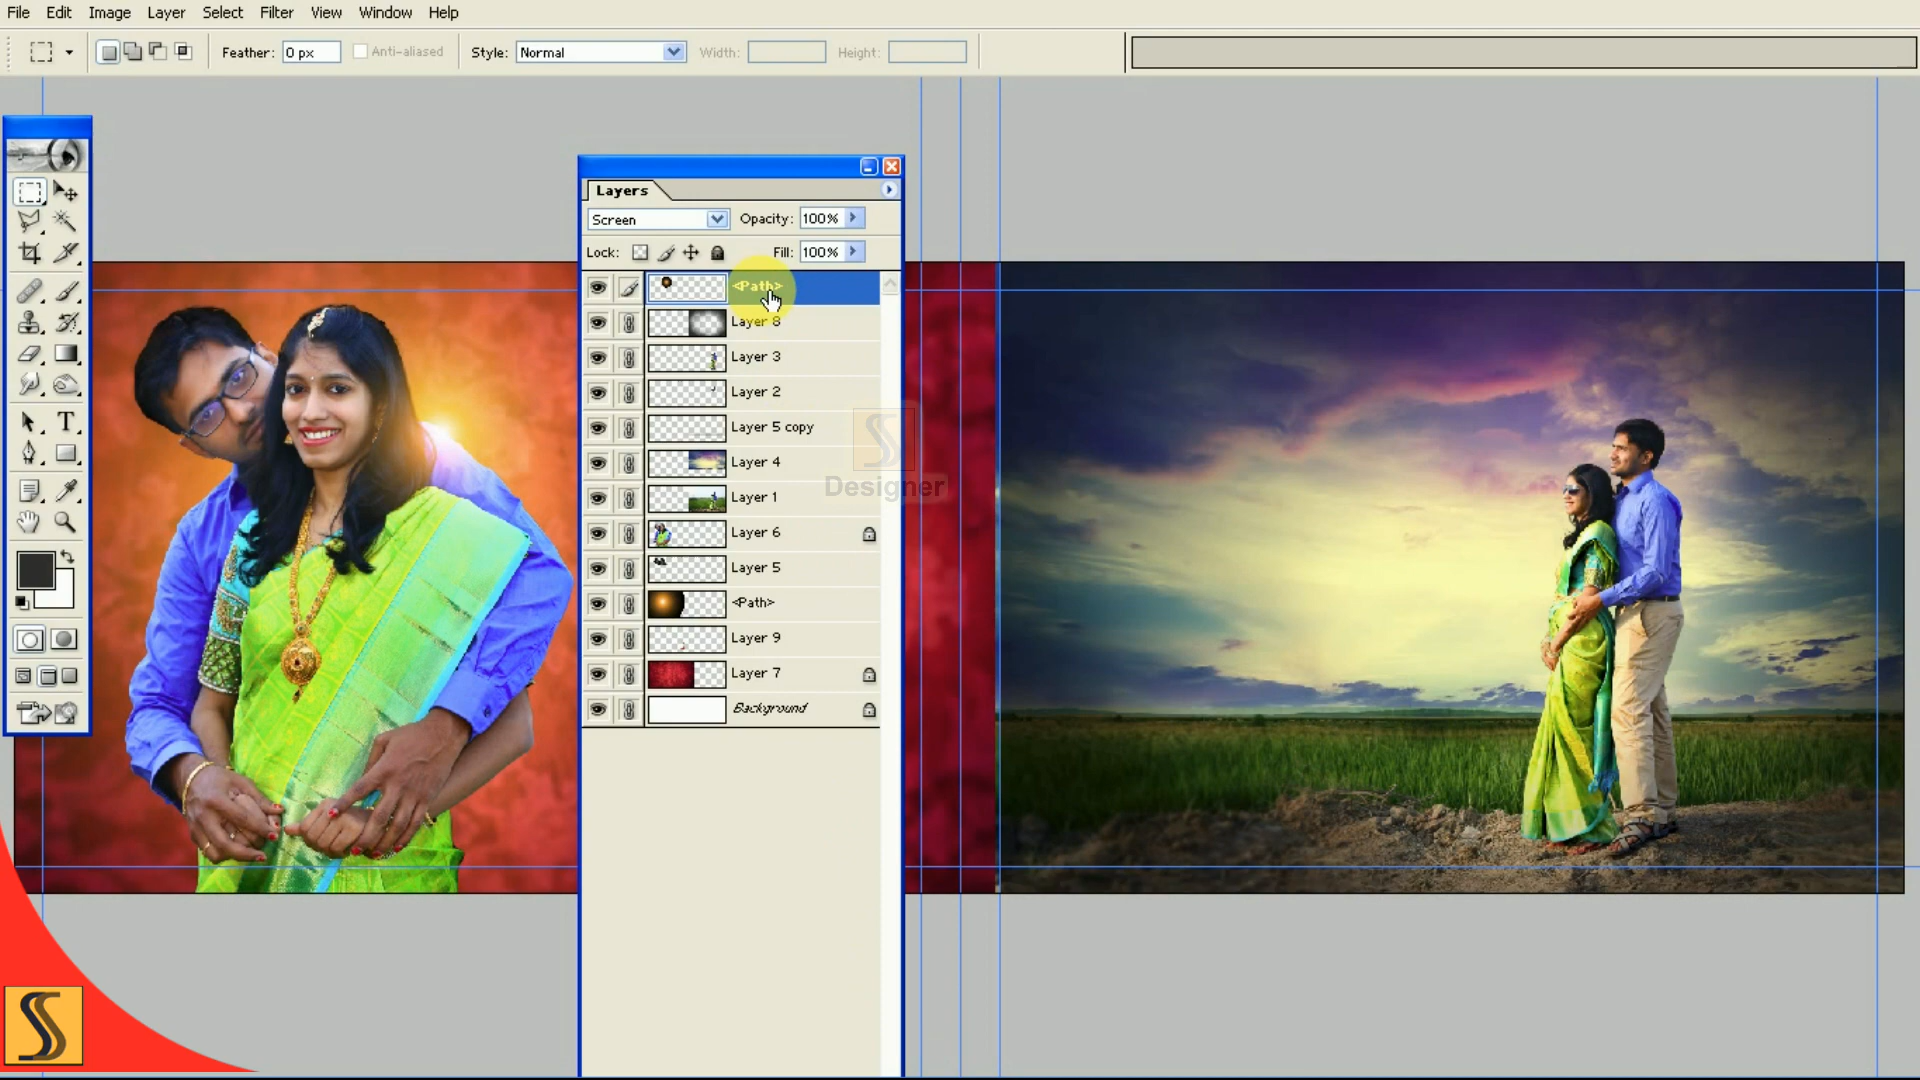 File Edit Image Layer Select Filter View Window Help
Feather: 0 px Anti-aliased Style: Normal Width: Height:
Layers
Screen Opacity: 100%
Lock: Fill: 100%
<Path>
Layer 8
Layer 3
Layer 2
Layer 5 copy
Layer 4
Layer 1
Layer 6
Layer 5
<Path>
Layer 9
Layer 7
Background
Designer